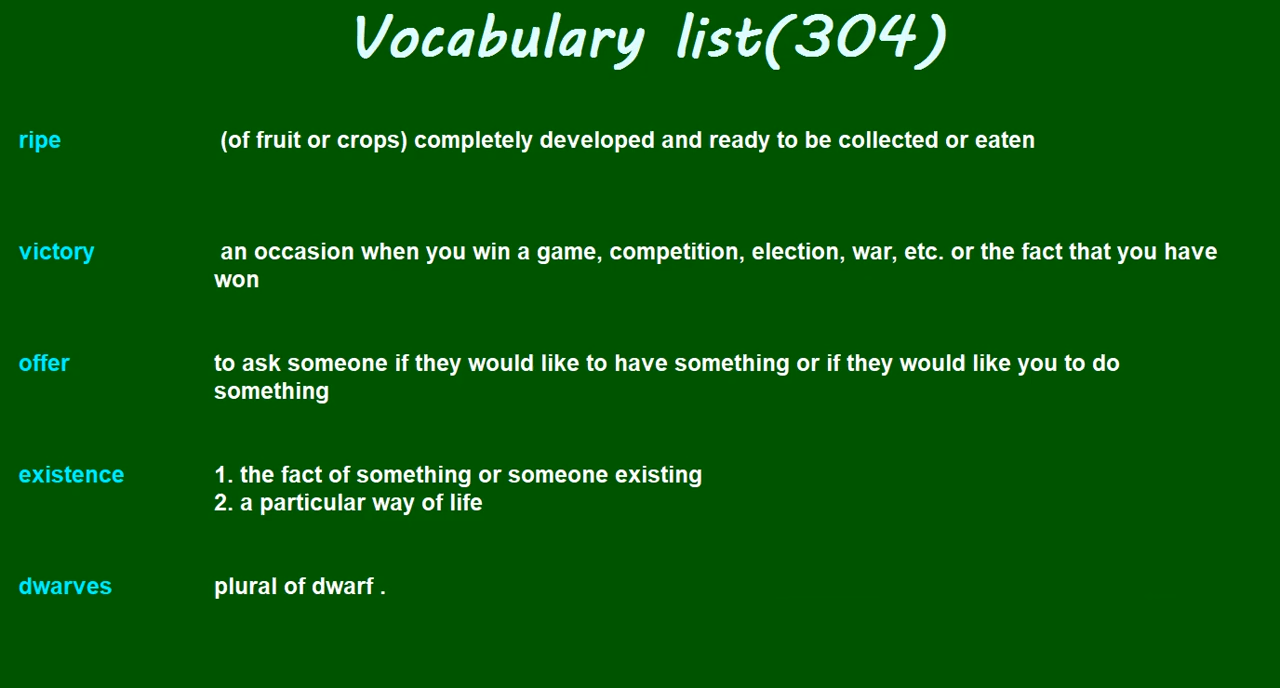 Vocabulary list(304)
ripe (of fruit or crops) completely developed and ready to be collected or eaten
victory an occasion when you win a game, competition, election, war, etc. or the fact that you have
won
offer to ask someone if they would like to have something or if they would like you to do
something
existence 1. the fact of something or someone existing
2. a particular way of life
dwarves plural of dwarf .